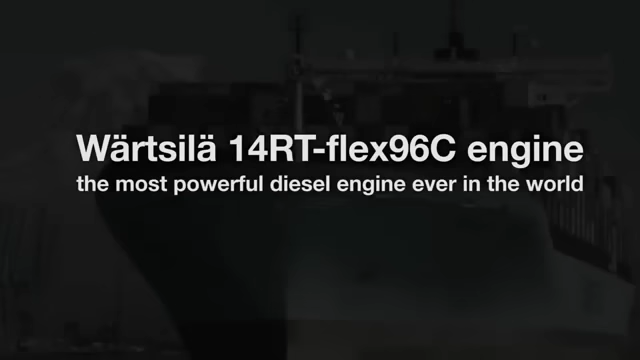 Wärtsilä 14RT-flex96C engine
the most powerful diesel engine ever in the world